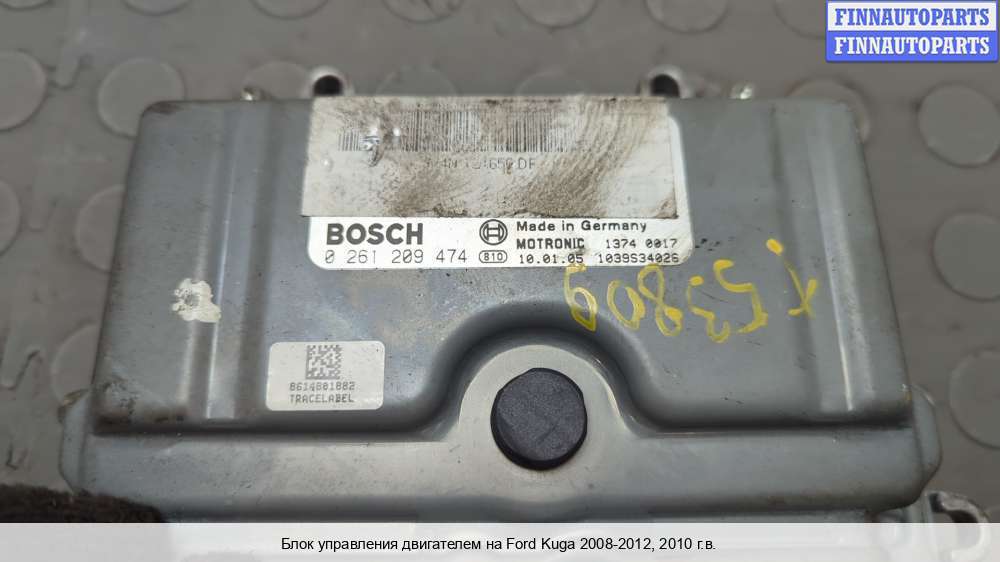 FINNAUTOPARTS
FINNAUTOPARTS
BOSCH
Made in Germany
MOTRONIC 1374 0017
0 261 209 474 B10 10.01.05 1039S34026
8614801882
TRACELABEL
Блок управления двигателем на Ford Kuga 2008-2012, 2010 г.в.